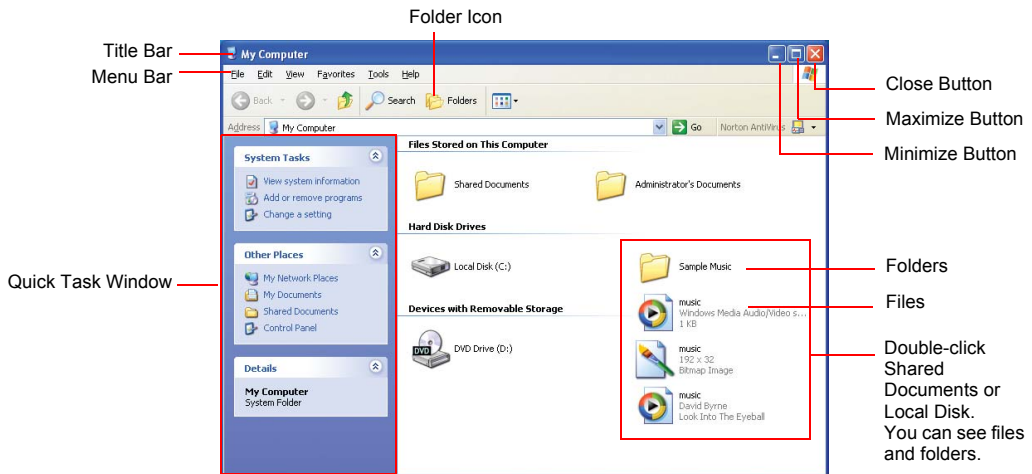 Folder Icon
Title Bar
Menu Bar
My Computer
File Edit View Favorites Tools Help
Back Search Folders
Address My Computer Go Norton AntiVirus
Close Button
Maximize Button
Minimize Button
Quick Task Window
System Tasks
View system information
Add or remove programs
Change a setting
Other Places
My Network Places
My Documents
Shared Documents
Control Panel
Details
My Computer
System Folder
Files Stored on This Computer
Shared Documents
Administrator's Documents
Hard Disk Drives
Local Disk (C:)
Devices with Removable Storage
DVD
DVD Drive (D:)
Sample Music
music
Windows Media Audio/Video s...
1 KB
music
192 x 32
Bitmap Image
music
David Byrne
Look Into The Eyeball
Folders
Files
Double-click
Shared
Documents or
Local Disk.
You can see files
and folders.